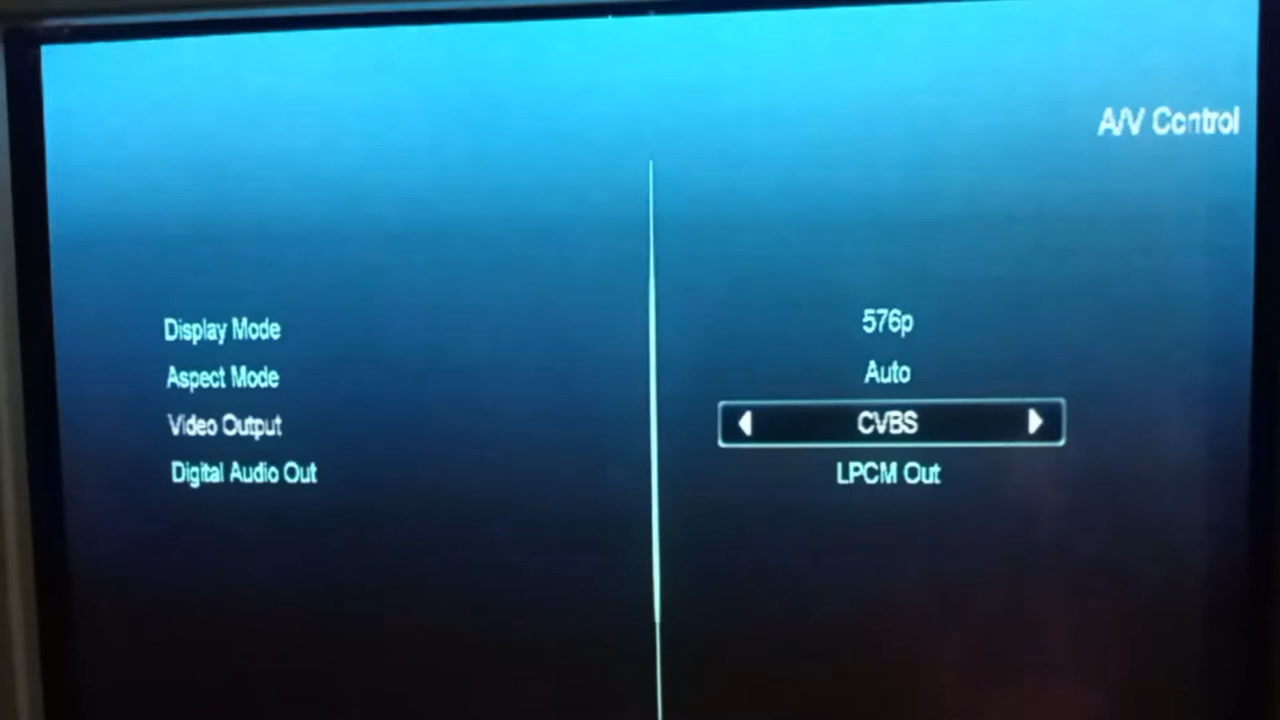 A/V Control
Display Mode 576p
Aspect Mode Auto
Video Output CVBS
Digital Audio Out LPCM Out